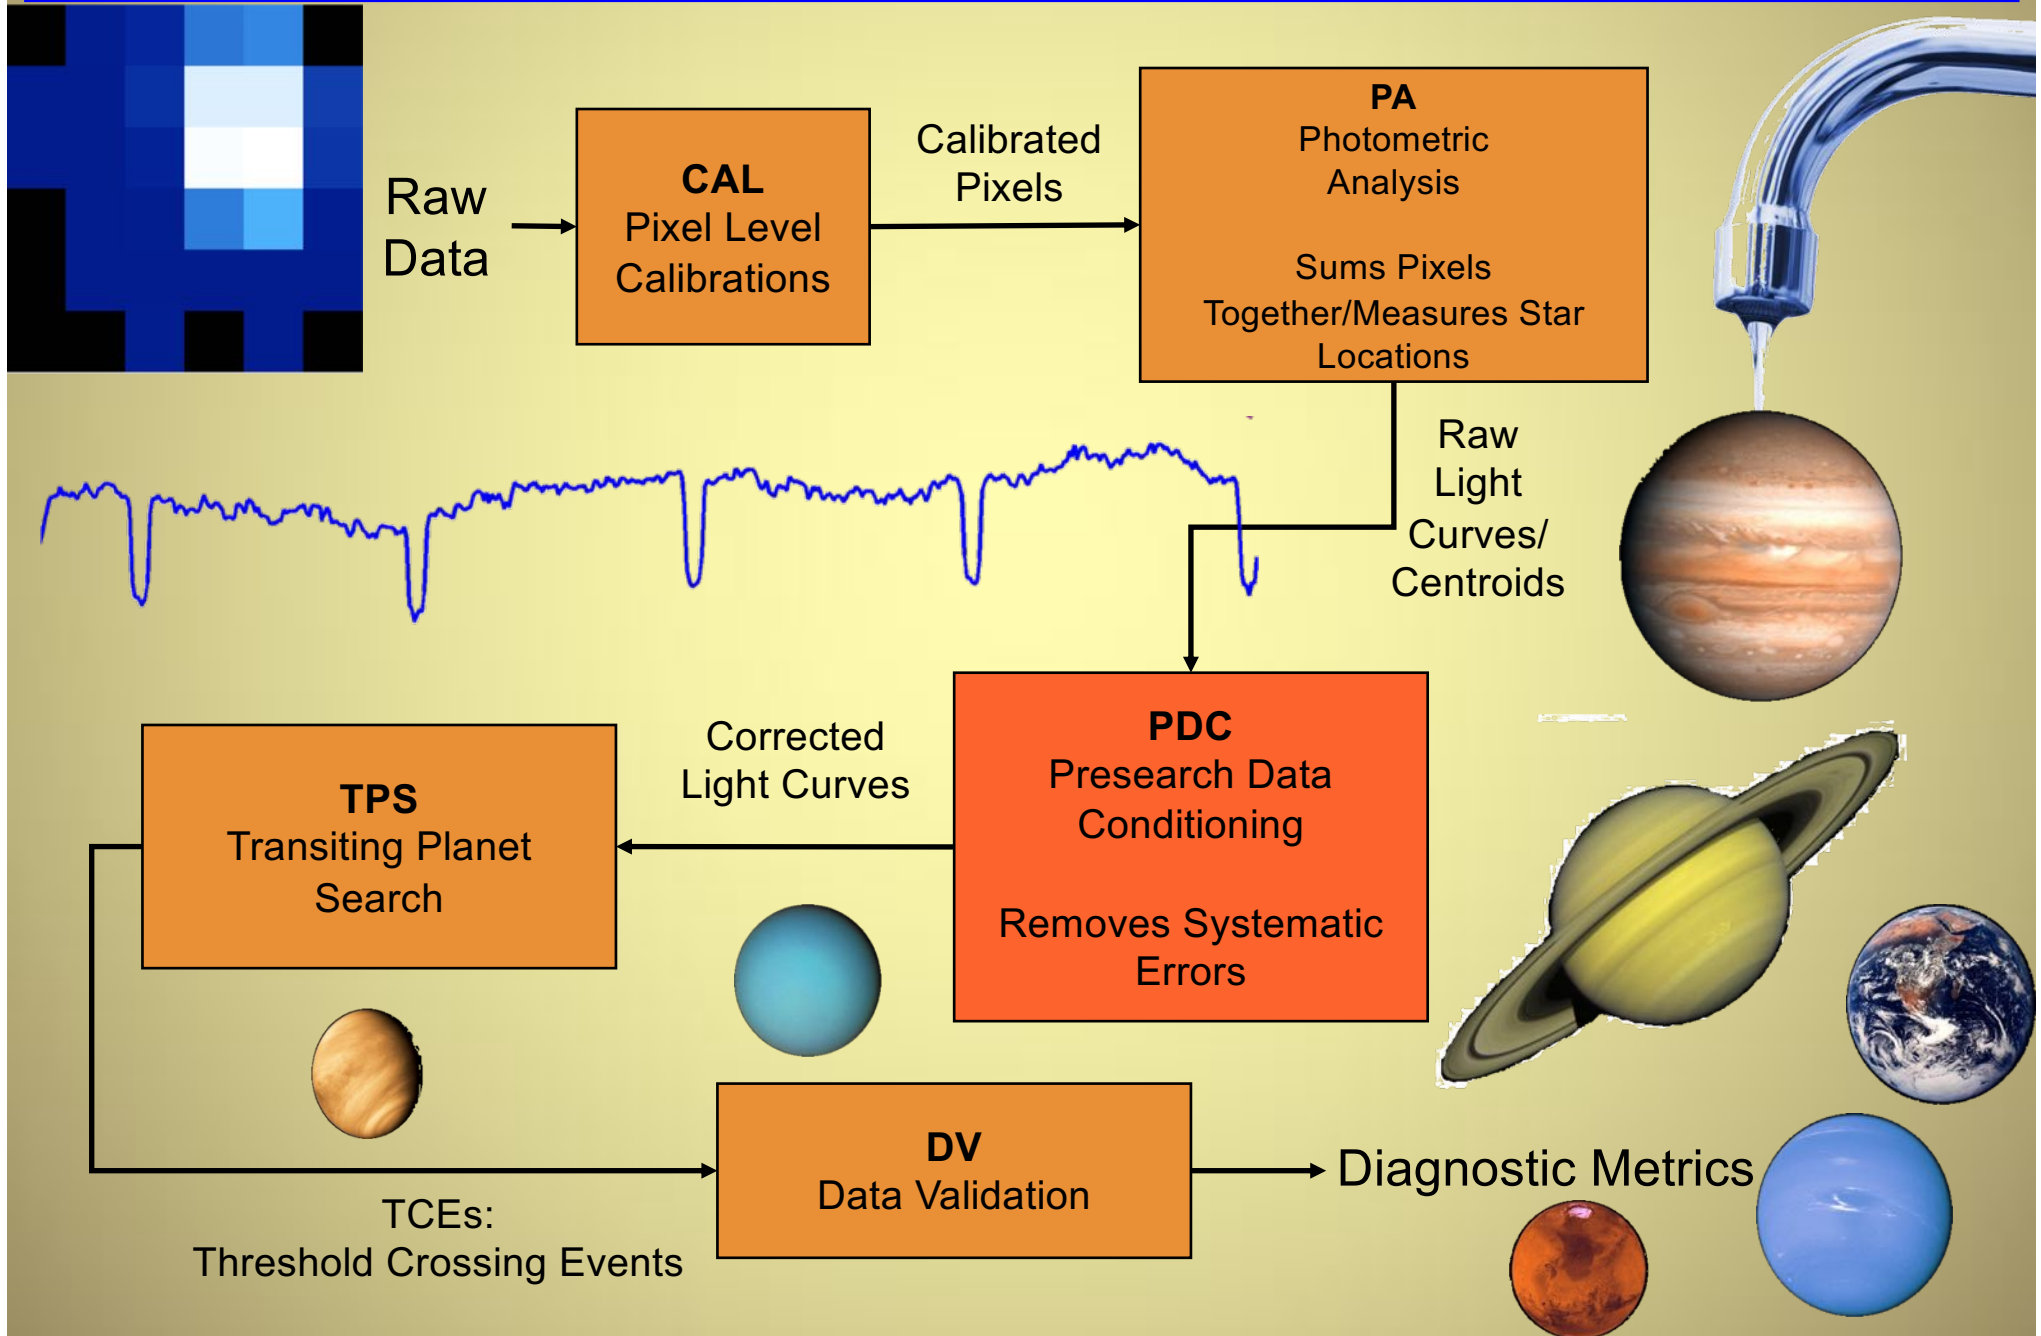 Raw
Data
CAL
Pixel Level
Calibrations
Calibrated
Pixels
PA
Photometric
Analysis
Sums Pixels
Together/Measures Star
Locations
Raw
Light
Curves/
Centroids
PDC
Presearch Data
Conditioning
Removes Systematic
Errors
Corrected
Light Curves
TPS
Transiting Planet
Search
TCEs:
Threshold Crossing Events
DV
Data Validation
Diagnostic Metrics